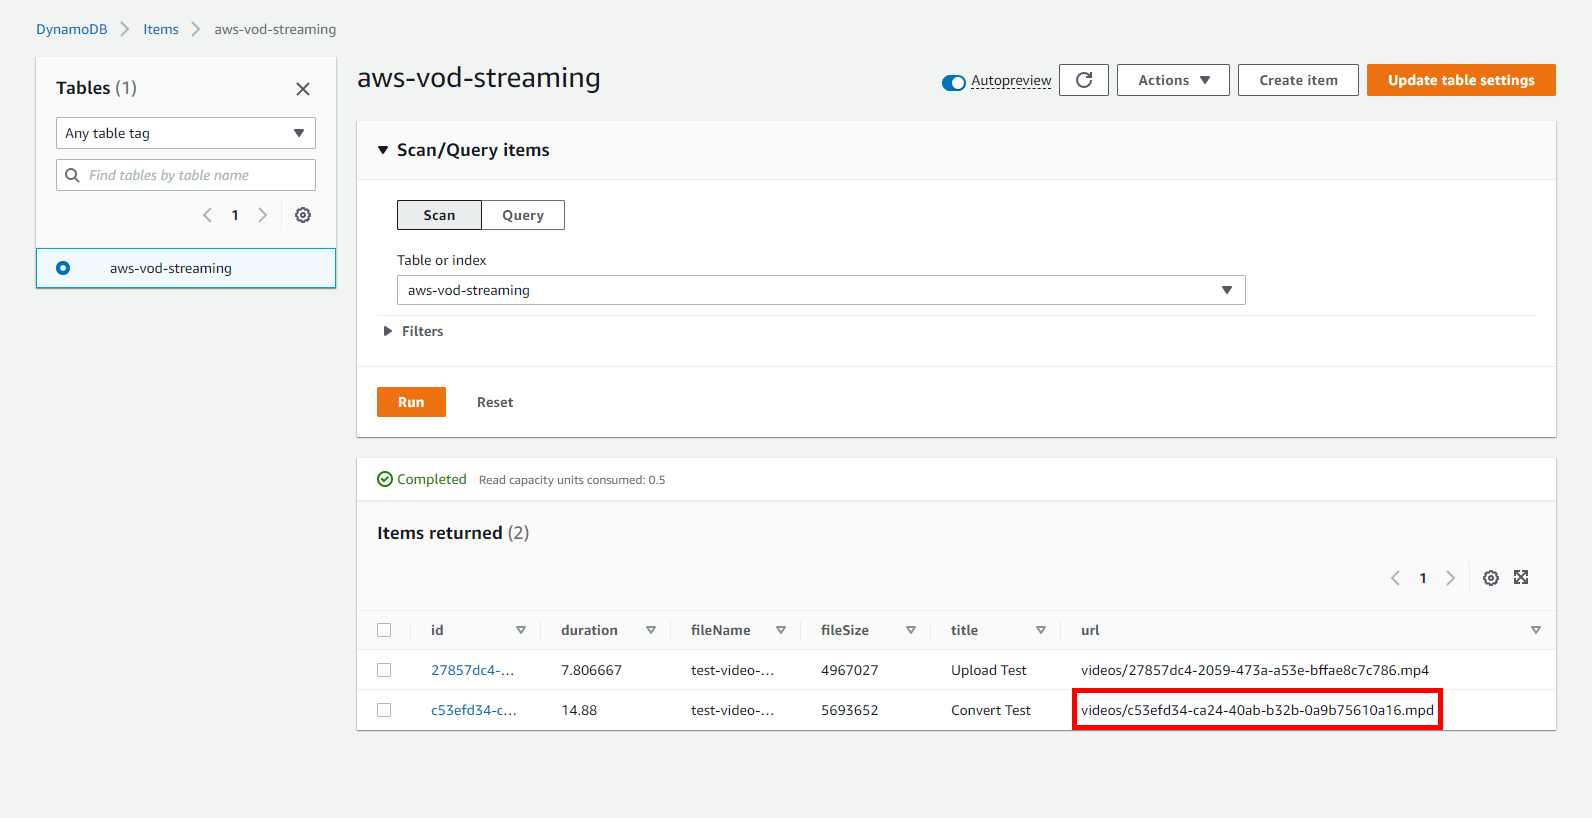 DynamoDB Items aws-vod-streaming
Tables (1)
Any table tag
Find tables by table name
1
aws-vod-streaming
aws-vod-streaming
Autopreview Actions Create item Update table settings
Scan/Query items
Scan Query
Table or index
aws-vod-streaming
Filters
Run Reset
Completed Read capacity units consumed: 0.5
Items returned (2)
1
id duration fileName fileSize title url
27857dc4-... 7.806667 test-video-... 4967027 Upload Test videos/27857dc4-2059-473a-a53e-bffae8c7c786.mp4
c53efd34-c... 14.88 test-video-... 5693652 Convert Test videos/c53efd34-ca24-40ab-b32b-0a9b75610a16.mpd